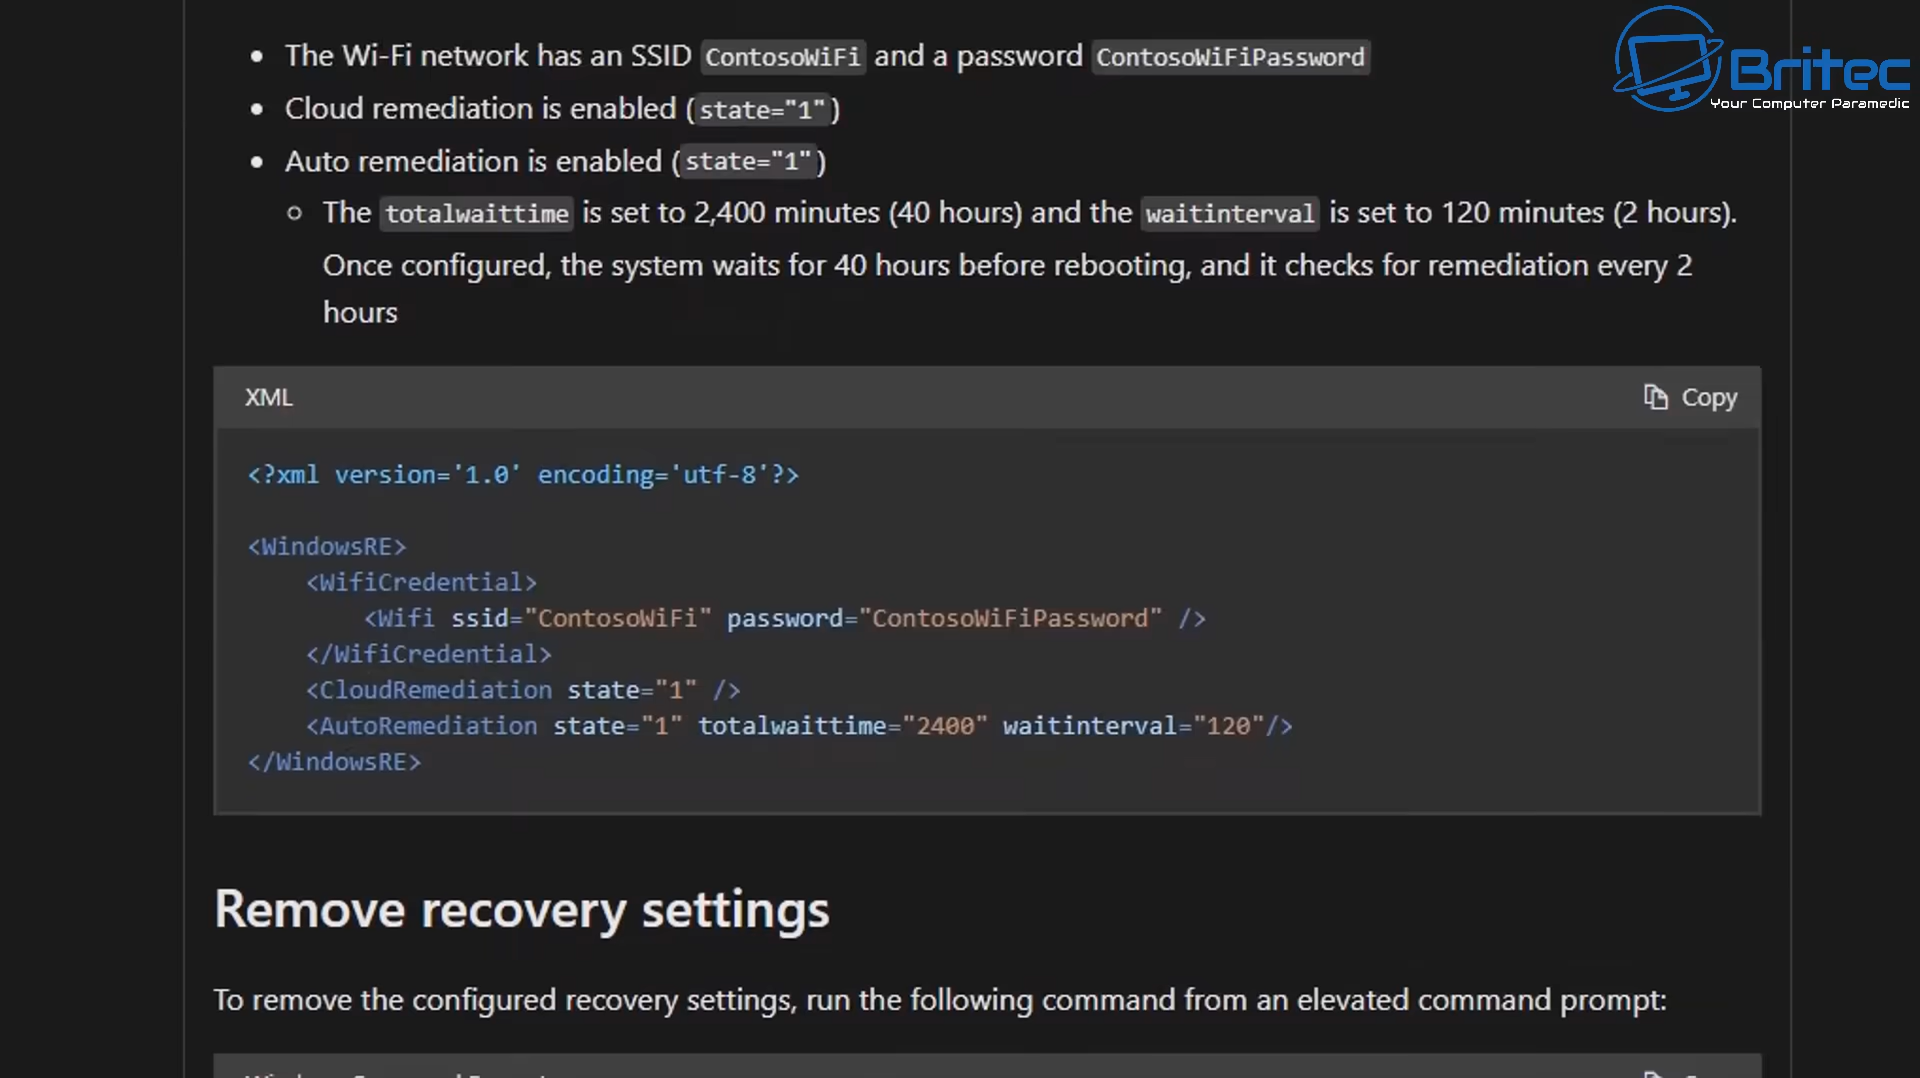 The Wi-Fi network has an SSID ContosoWiFi and a password ContosoWiFiPassword
Britec
Your Computer Paramedic
Cloud remediation is enabled (state="1")
Auto remediation is enabled (state="1")
The totalwaittime is set to 2,400 minutes (40 hours) and the waitinterval is set to 120 minutes (2 hours).
Once configured, the system waits for 40 hours before rebooting, and it checks for remediation every 2
hours
XML
Copy
<?xml version='1.0' encoding='utf-8'?>
<WindowsRE>
<WifiCredential>
<Wifi ssid="ContosoWiFi" password="ContosoWiFiPassword" />
</WifiCredential>
<CloudRemediation state="1" />
<AutoRemediation state="1" totalwaittime="2400" waitinterval="120"/>
</WindowsRE>
Remove recovery settings
To remove the configured recovery settings, run the following command from an elevated command prompt: